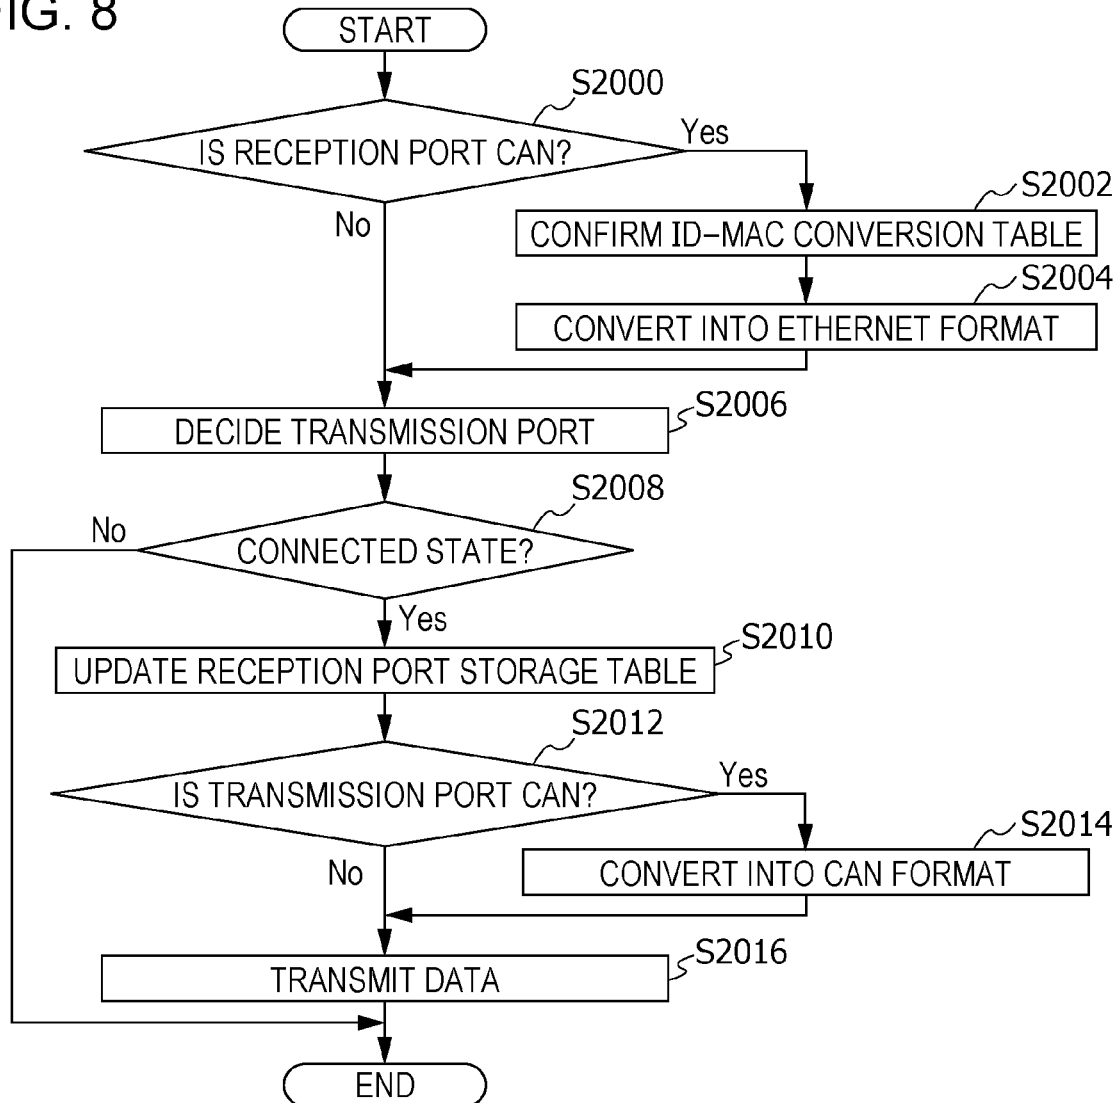 FIG. 8
START
S2000
IS RECEPTION PORT CAN?
Yes
No
S2002
CONFIRM ID-MAC CONVERSION TABLE
S2004
CONVERT INTO ETHERNET FORMAT
S2006
DECIDE TRANSMISSION PORT
S2008
No
CONNECTED STATE?
Yes
S2010
UPDATE RECEPTION PORT STORAGE TABLE
S2012
IS TRANSMISSION PORT CAN?
Yes
No
S2014
CONVERT INTO CAN FORMAT
S2016
TRANSMIT DATA
END